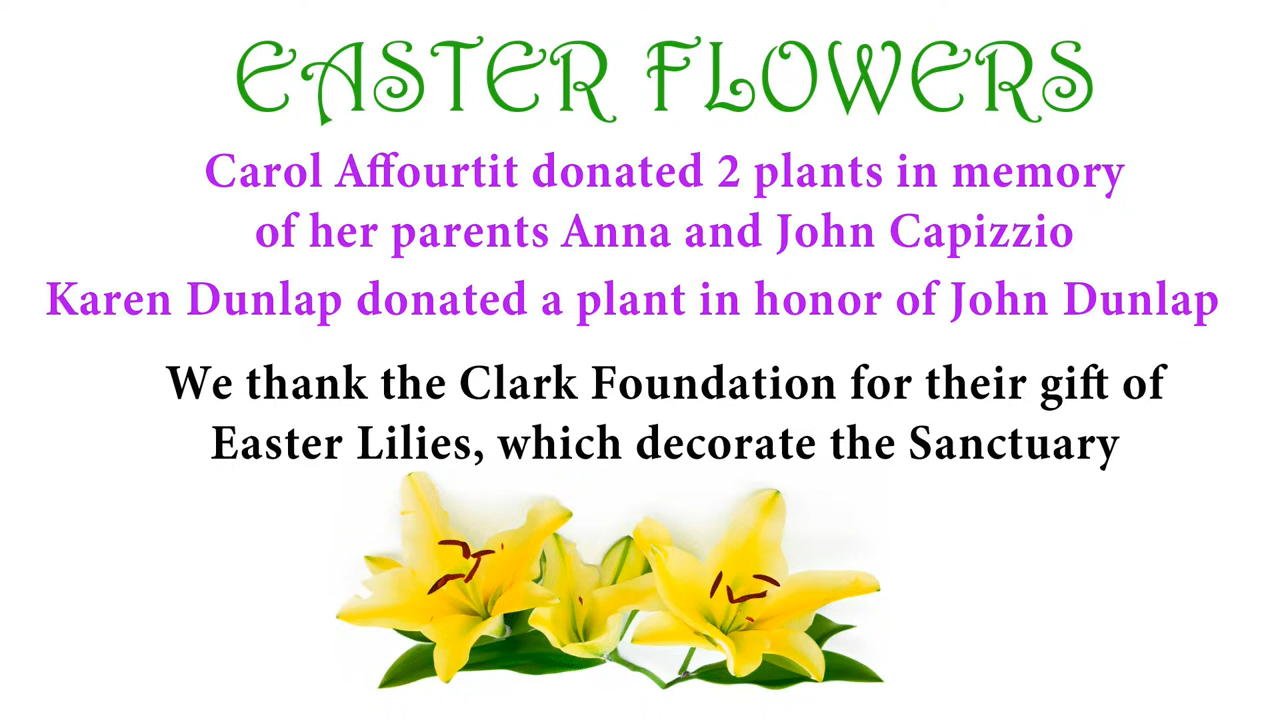 EASTER FLOWERS
Carol Affourtit donated 2 plants in memory
of her parents Anna and John Capizzio
Karen Dunlap donated a plant in honor of John Dunlap
We thank the Clark Foundation for their gift of
Easter Lilies, which decorate the Sanctuary